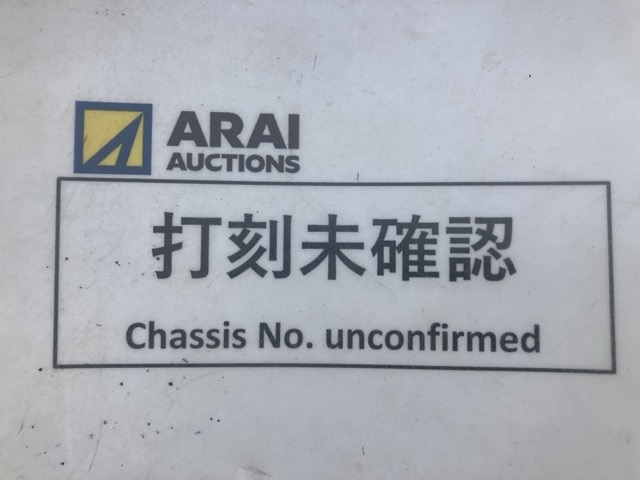 ARAI
AUCTIONS
打刻未確認
Chassis No. unconfirmed